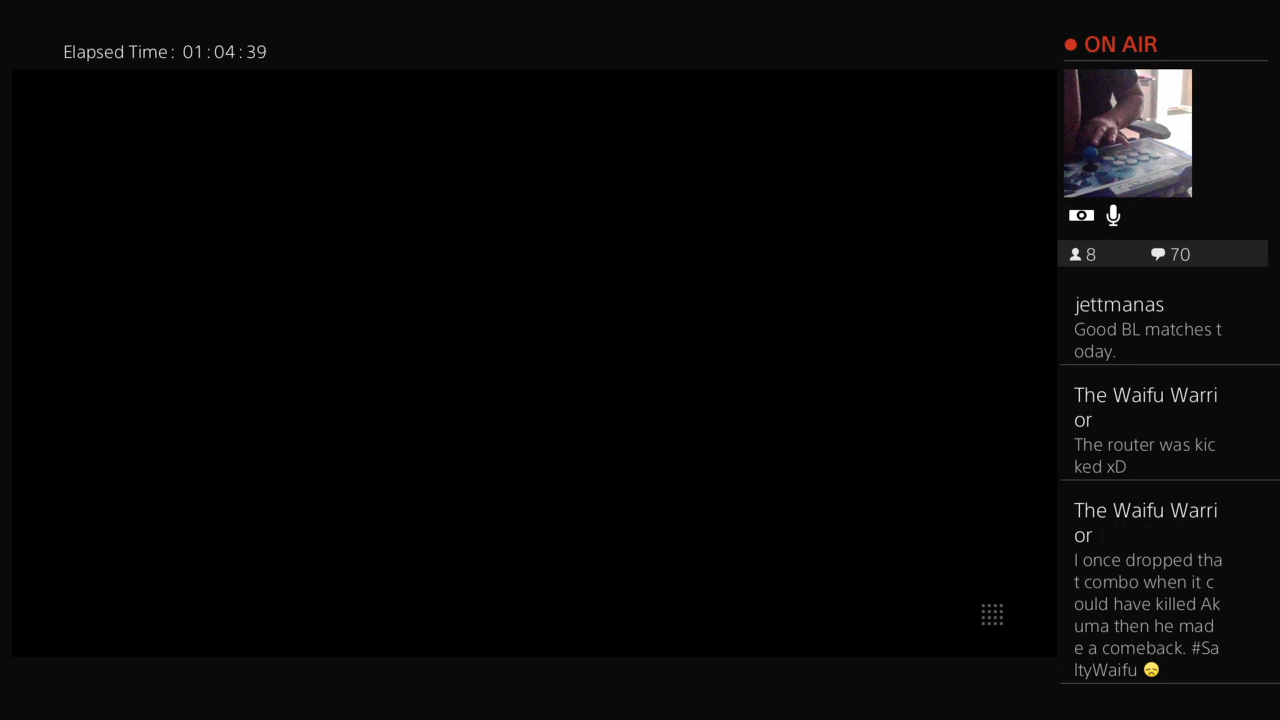 Elapsed Time: 01:04:39
ON AIR
8 70
jettmanas
Good BL matches t
oday.
The Waifu Warri
or
The router was kic
ked xD
The Waifu Warri
or
I once dropped tha
t combo when it c
ould have killed Ak
uma then he mad
e a comeback. #Sa
ltyWaifu 😞